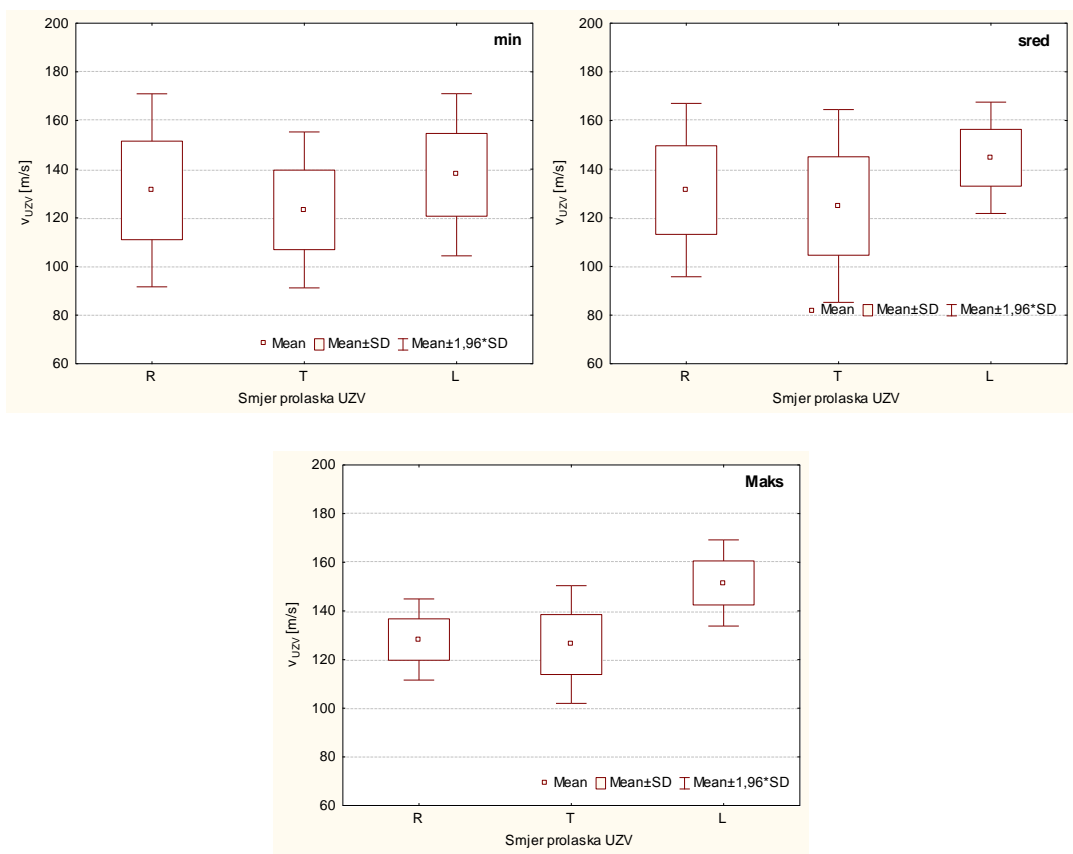 min
200
180
160
140
120
100
80
60
v_UZV [m/s]
Mean Mean±SD Mean±1,96*SD
R T L
Smjer prolaska UZV
sred
200
180
160
140
120
100
80
60
v_UZV [m/s]
Mean Mean±SD Mean±1,96*SD
R T L
Smjer prolaska UZV
Maks
200
180
160
140
120
100
80
60
v_UZV [m/s]
Mean Mean±SD Mean±1,96*SD
R T L
Smjer prolaska UZV